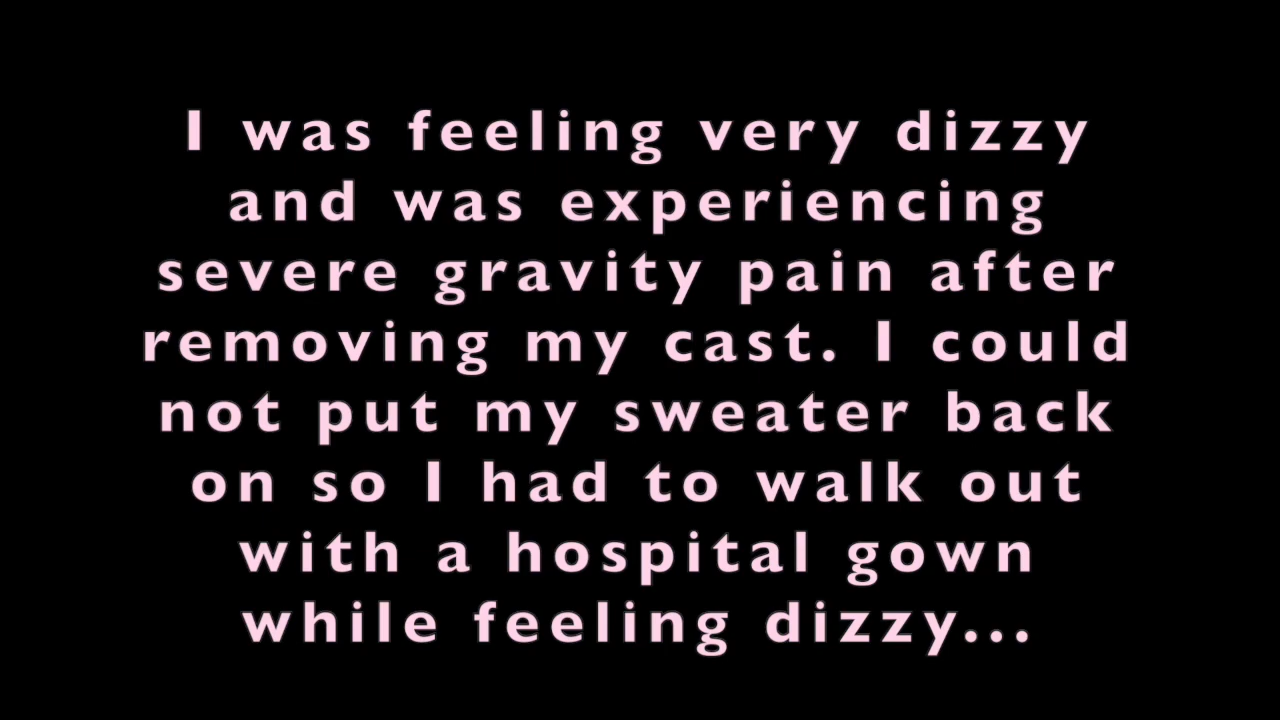 I was feeling very dizzy
and was experiencing
severe gravity pain after
removing my cast. I could
not put my sweater back
on so I had to walk out
with a hospital gown
while feeling dizzy...